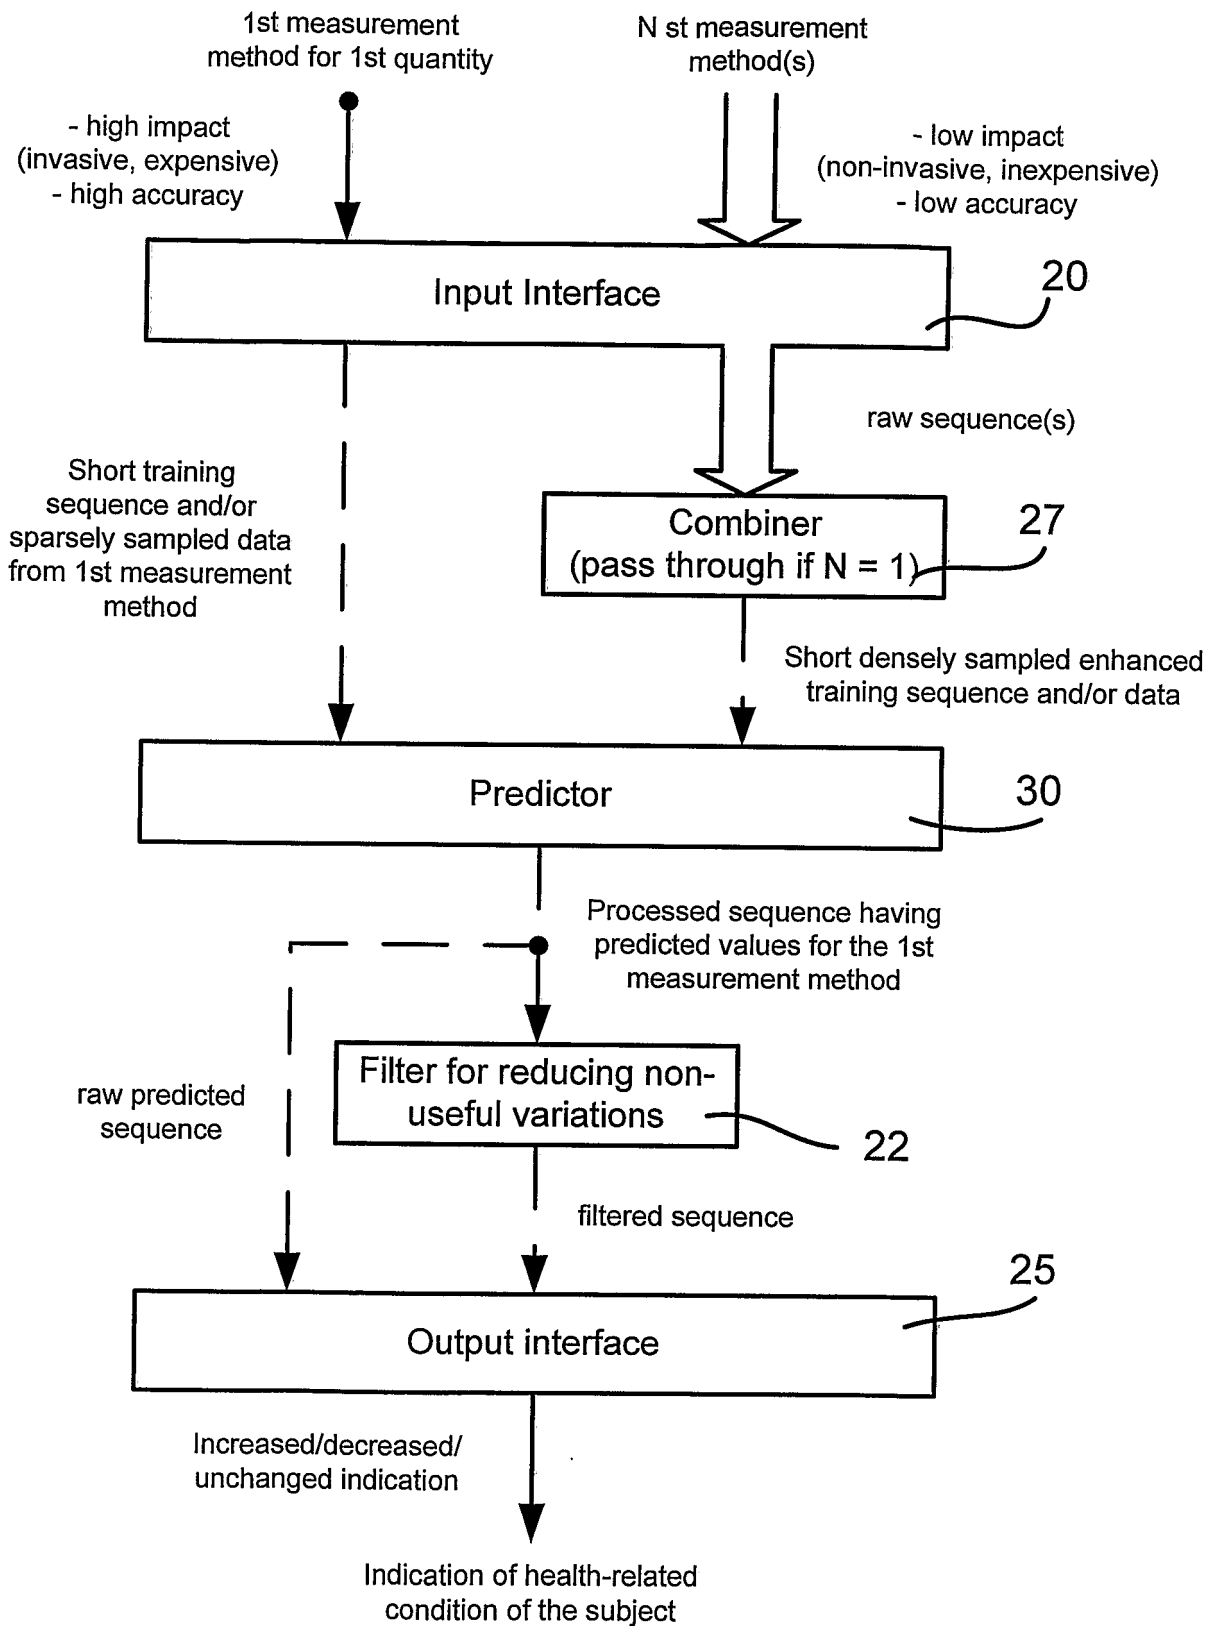 1st measurement
method for 1st quantity
N st measurement
method(s)
- high impact
(invasive, expensive)
- high accuracy
- low impact
(non-invasive, inexpensive)
- low accuracy
Input Interface
20
raw sequence(s)
Short training
sequence and/or
sparsely sampled data
from 1st measurement
method
Combiner
(pass through if N = 1)
27
Short densely sampled enhanced
training sequence and/or data
Predictor
30
Processed sequence having
predicted values for the 1st
measurement method
Filter for reducing non-
useful variations
22
raw predicted
sequence
filtered sequence
25
Output interface
Increased/decreased/
unchanged indication
Indication of health-related
condition of the subject